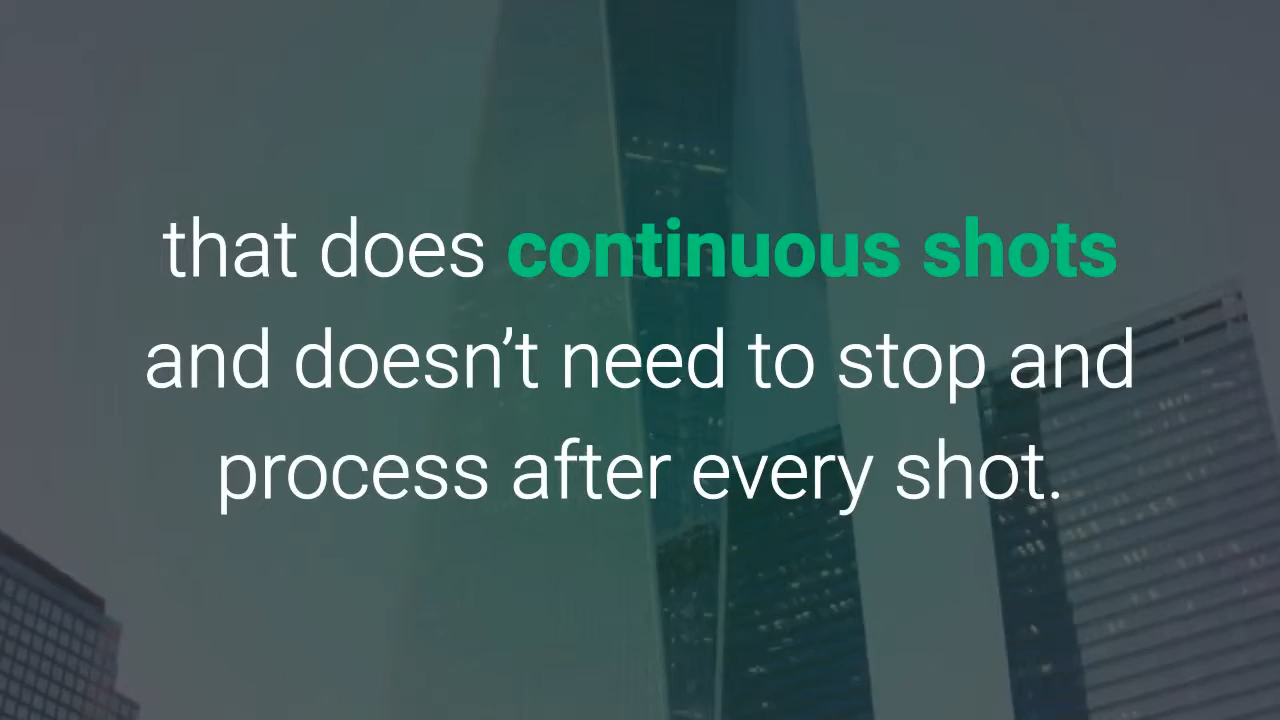 that does continuous shots
and doesn’t need to stop and
process after every shot.